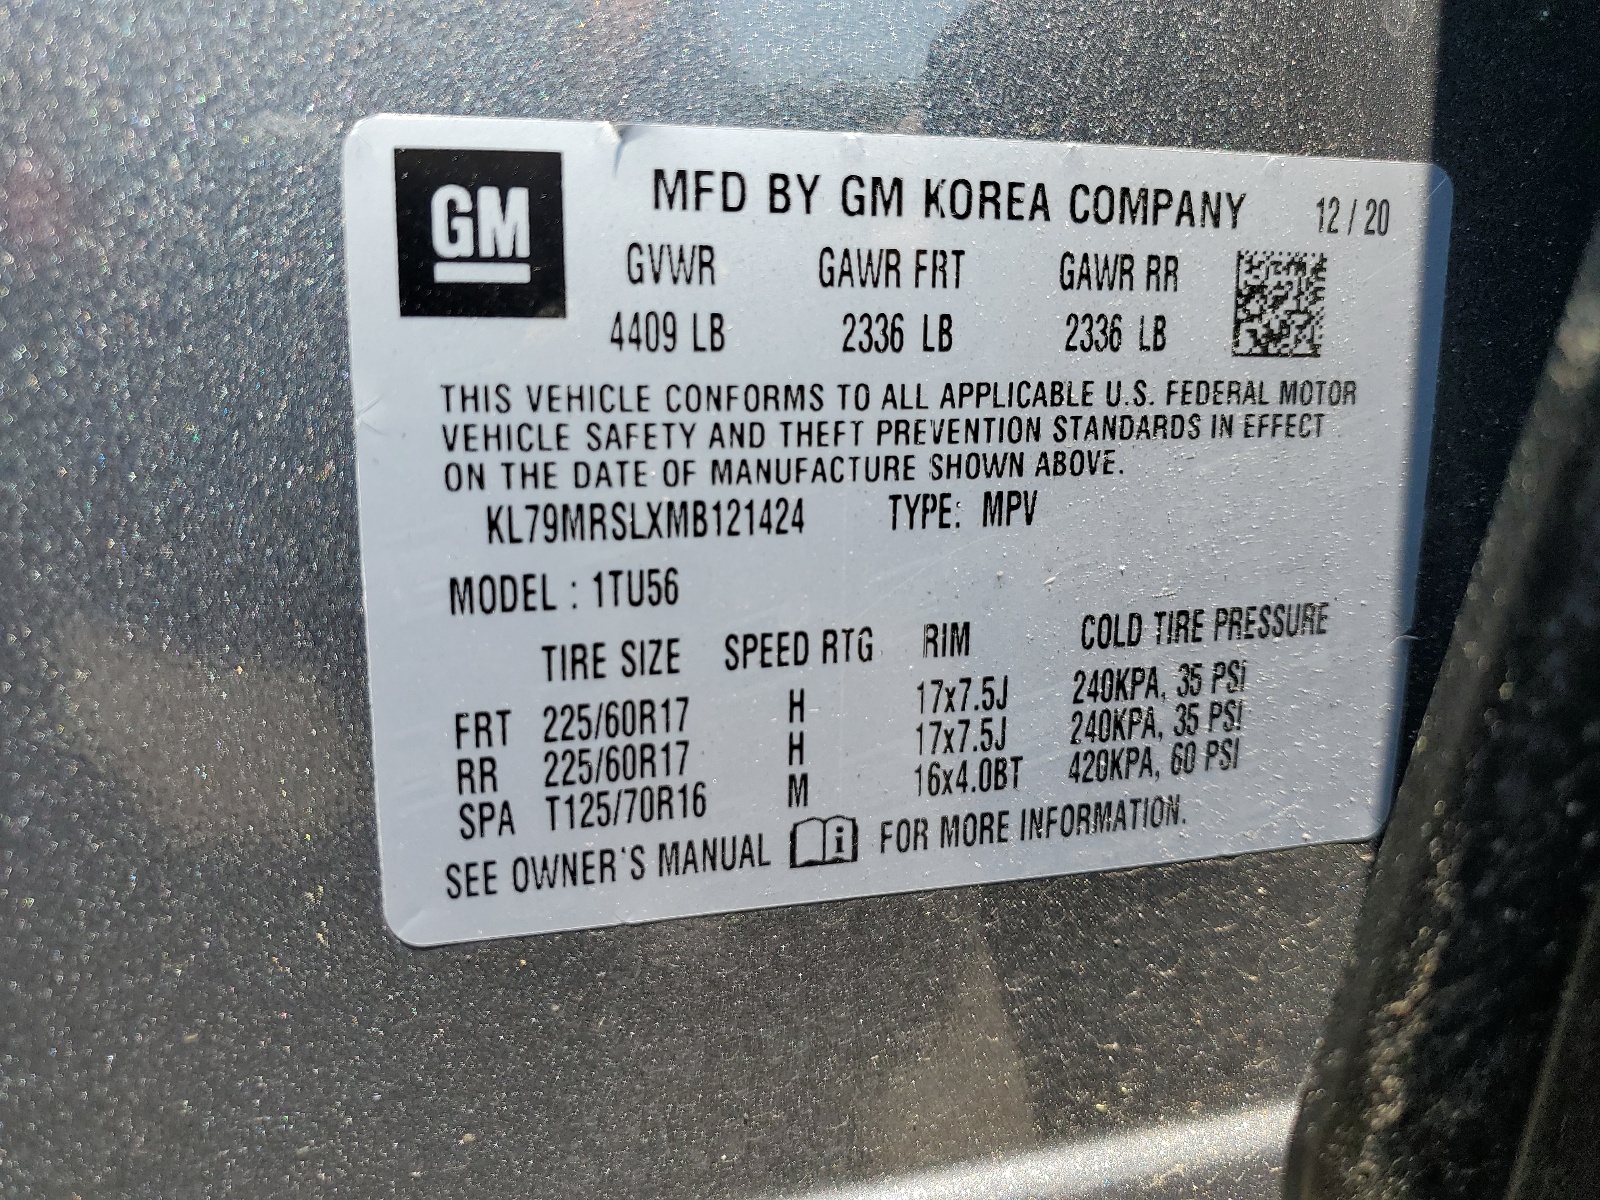 GM
MFD BY GM KOREA COMPANY 12 / 20
GVWR GAWR FRT GAWR RR
4409 LB 2336 LB 2336 LB
THIS VEHICLE CONFORMS TO ALL APPLICABLE U.S. FEDERAL MOTOR
VEHICLE SAFETY AND THEFT PREVENTION STANDARDS IN EFFECT
ON THE DATE OF MANUFACTURE SHOWN ABOVE.
KL79MRSLXMB121424 TYPE: MPV
MODEL : 1TU56
TIRE SIZE SPEED RTG RIM COLD TIRE PRESSURE
FRT 225/60R17 H 17x7.5J 240KPA, 35 PSI
RR 225/60R17 H 17x7.5J 240KPA, 35 PSI
SPA T125/70R16 M 16x4.0BT 420KPA, 60 PSI
SEE OWNER'S MANUAL i FOR MORE INFORMATION.